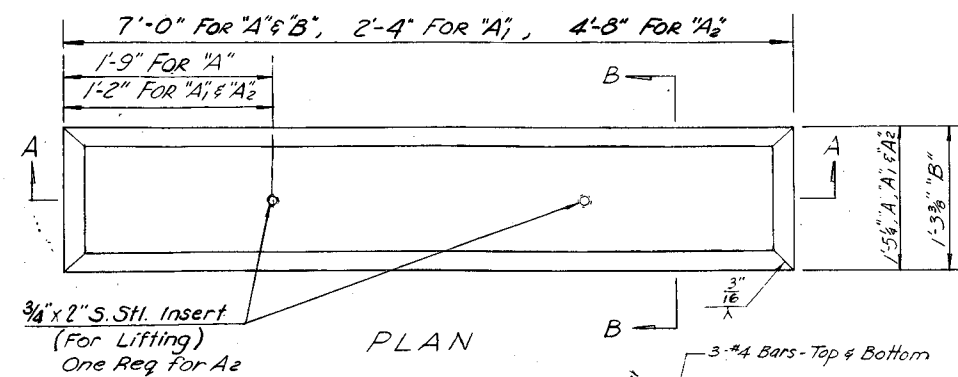 7'-0" FOR "A" & "B", 2'-4" FOR "A1", 4'-8" FOR "A2"
1'-9" FOR "A"
1'-2" FOR "A1" & "A2"
B
A
A
1'-5¼" "A", "A1" & "A2"
1'-3⅜" "B"
3/16"
¾" x 2" S. Stl. Insert
(For Lifting)
One Req for A2
PLAN
B
3-#4 Bars - Top & Bottom